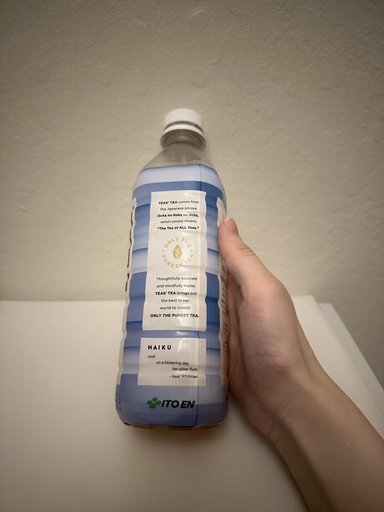 TEAS' TEA comes from
the Japanese phrase
Ocha no Naka no Ocha,
which simply means
"The Tea of ALL Teas."
ONLY THE
PUREST TEA
Thoughtfully sourced
and mindfully made,
TEAS' TEA brings out
the best in our
world to create
ONLY THE PUREST TEA.
HAIKU
cool
on a blistering day
her silver flute
- Neal Whitman
ITO EN